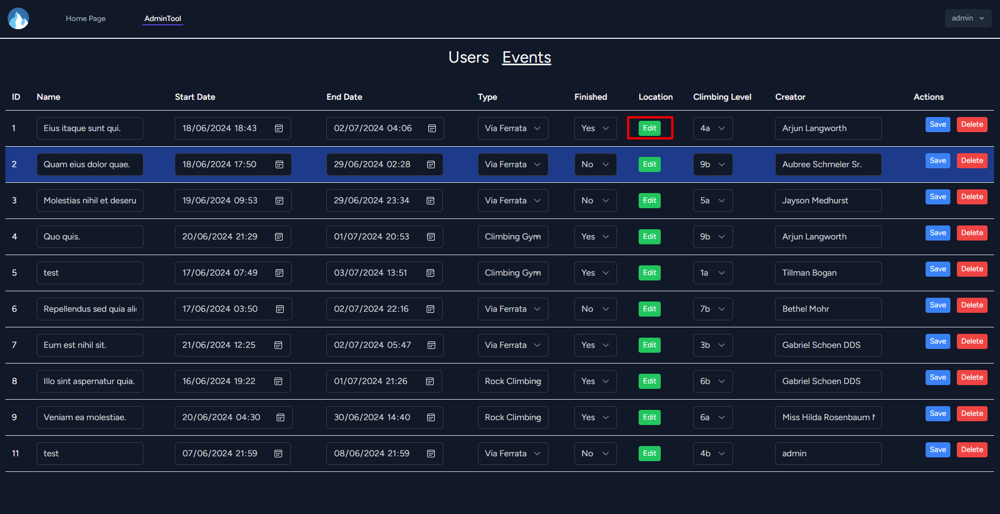 Home Page AdminTool admin
Users Events
ID Name Start Date End Date Type Finished Location Climbing Level Creator Actions
1 Eius itaque sunt qui. 18/06/2024 18:43 02/07/2024 04:06 Via Ferrata Yes Edit 4a Arjun Langworth Save Delete
2 Quam eius dolor quae. 18/06/2024 17:50 29/06/2024 02:28 Via Ferrata No Edit 9b Aubree Schmeler Sr. Save Delete
3 Molestias nihil et deseru 19/06/2024 09:53 29/06/2024 23:34 Via Ferrata No Edit 5a Jayson Medhurst Save Delete
4 Quo quis. 20/06/2024 21:29 01/07/2024 20:53 Climbing Gym Yes Edit 9b Arjun Langworth Save Delete
5 test 17/06/2024 07:49 03/07/2024 13:51 Climbing Gym Yes Edit 1a Tillman Bogan Save Delete
6 Repellendus sed quia ali 17/06/2024 03:50 02/07/2024 22:16 Via Ferrata No Edit 7b Bethel Mohr Save Delete
7 Eum est nihil sit. 21/06/2024 12:25 02/07/2024 05:47 Via Ferrata Yes Edit 3b Gabriel Schoen DDS Save Delete
8 Illo sint aspernatur quia. 16/06/2024 19:22 01/07/2024 21:26 Rock Climbing Yes Edit 6b Gabriel Schoen DDS Save Delete
9 Veniam ea molestiae. 20/06/2024 04:30 30/06/2024 14:40 Rock Climbing Yes Edit 6a Miss Hilda Rosenbaum Save Delete
11 test 07/06/2024 21:59 08/06/2024 21:59 Via Ferrata No Edit 4b admin Save Delete